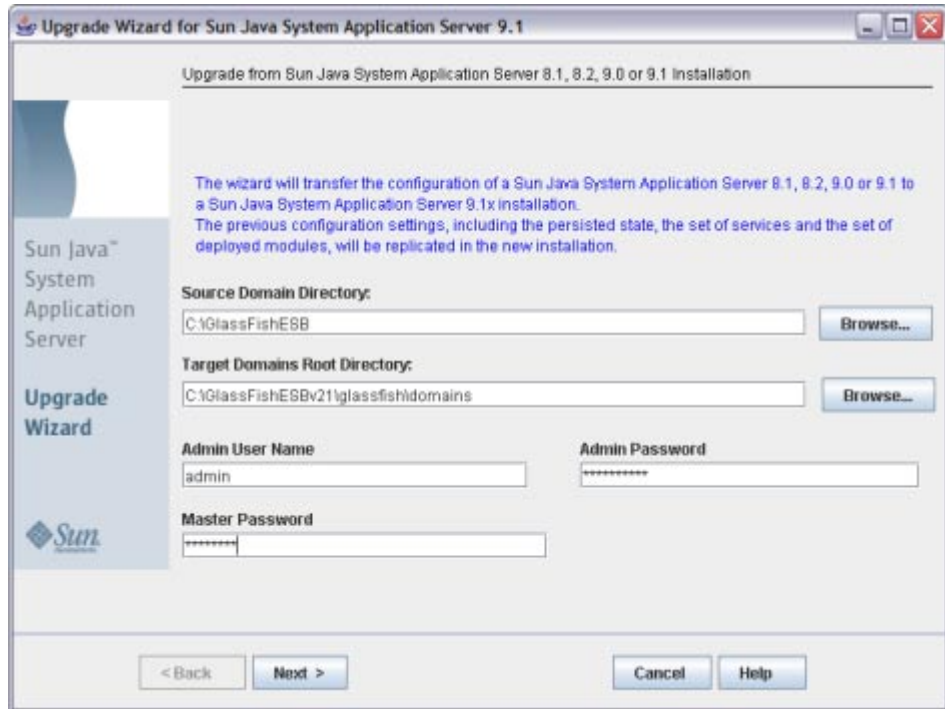 Upgrade Wizard for Sun Java System Application Server 9.1
Upgrade from Sun Java System Application Server 8.1, 8.2, 9.0 or 9.1 Installation
The wizard will transfer the configuration of a Sun Java System Application Server 8.1, 8.2, 9.0 or 9.1 to
a Sun Java System Application Server 9.1x installation.
The previous configuration settings, including the persisted state, the set of services and the set of
deployed modules, will be replicated in the new installation.
Sun Java™
System
Application
Server
Upgrade
Wizard
Sun
Source Domain Directory:
C:\GlassFishESB
Browse...
Target Domains Root Directory:
C:\GlassFishESBv21\glassfish\domains
Browse...
Admin User Name
Admin Password
admin
**********
Master Password
********
< Back
Next >
Cancel
Help